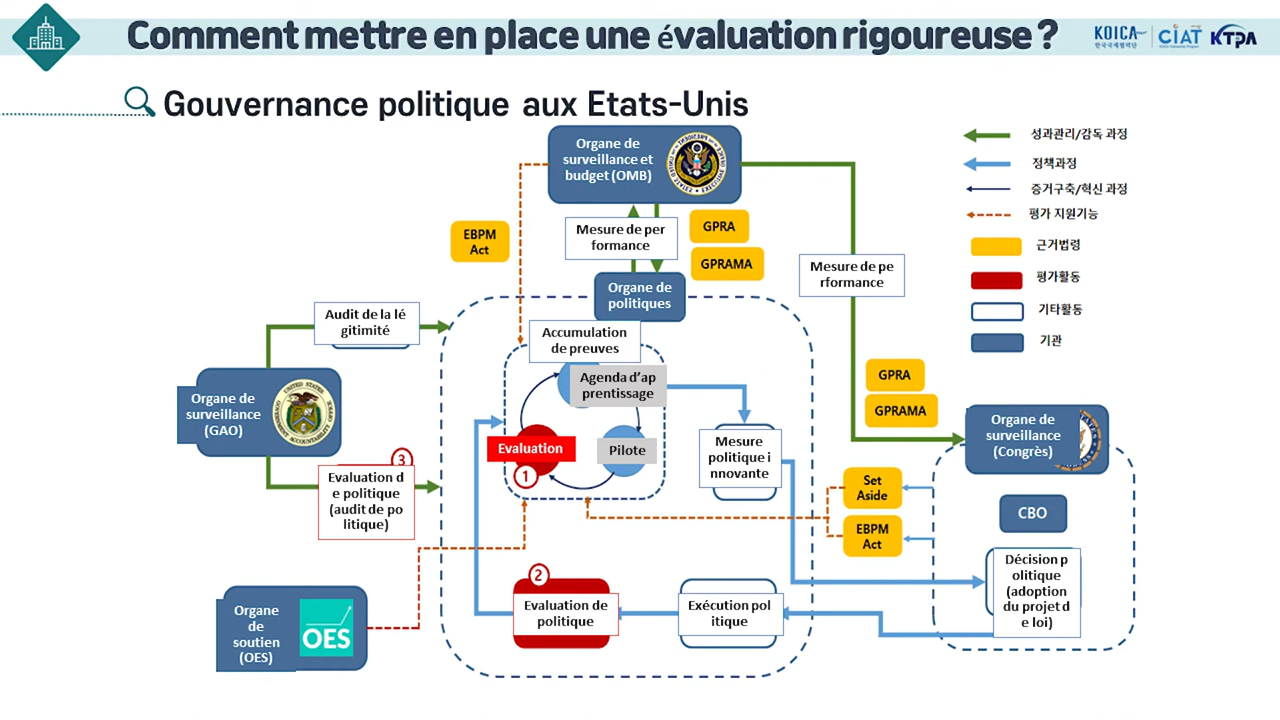 Comment mettre en place une évaluation rigoureuse ?
KOICA
한국국제협력단
CIAT
KTPA
Gouvernance politique aux Etats-Unis
Organe de
surveillance et
budget (OMB)
EBPM
Act
Mesure de per
formance
GPRA
GPRAMA
Organe de
politiques
Mesure de pe
rformance
성과관리/감독 과정
정책과정
증거구축/혁신 과정
평가 지원기능
근거법령
평가활동
기타활동
기관
Audit de la lé
gitimité
Accumulation
de preuves
Agenda d'ap
prentissage
Evaluation
1
Pilote
Organe de
surveillance
(GAO)
3
Evaluation d
e politique
(audit de po
litique)
Mesure
politique i
nnovante
GPRA
GPRAMA
Organe de
surveillance
(Congrès)
Set
Aside
EBPM
Act
CBO
Décision p
olitique
(adoption
du projet d
e loi)
2
Evaluation de
politique
Exécution pol
itique
Organe
de
soutien
(OES)
OES